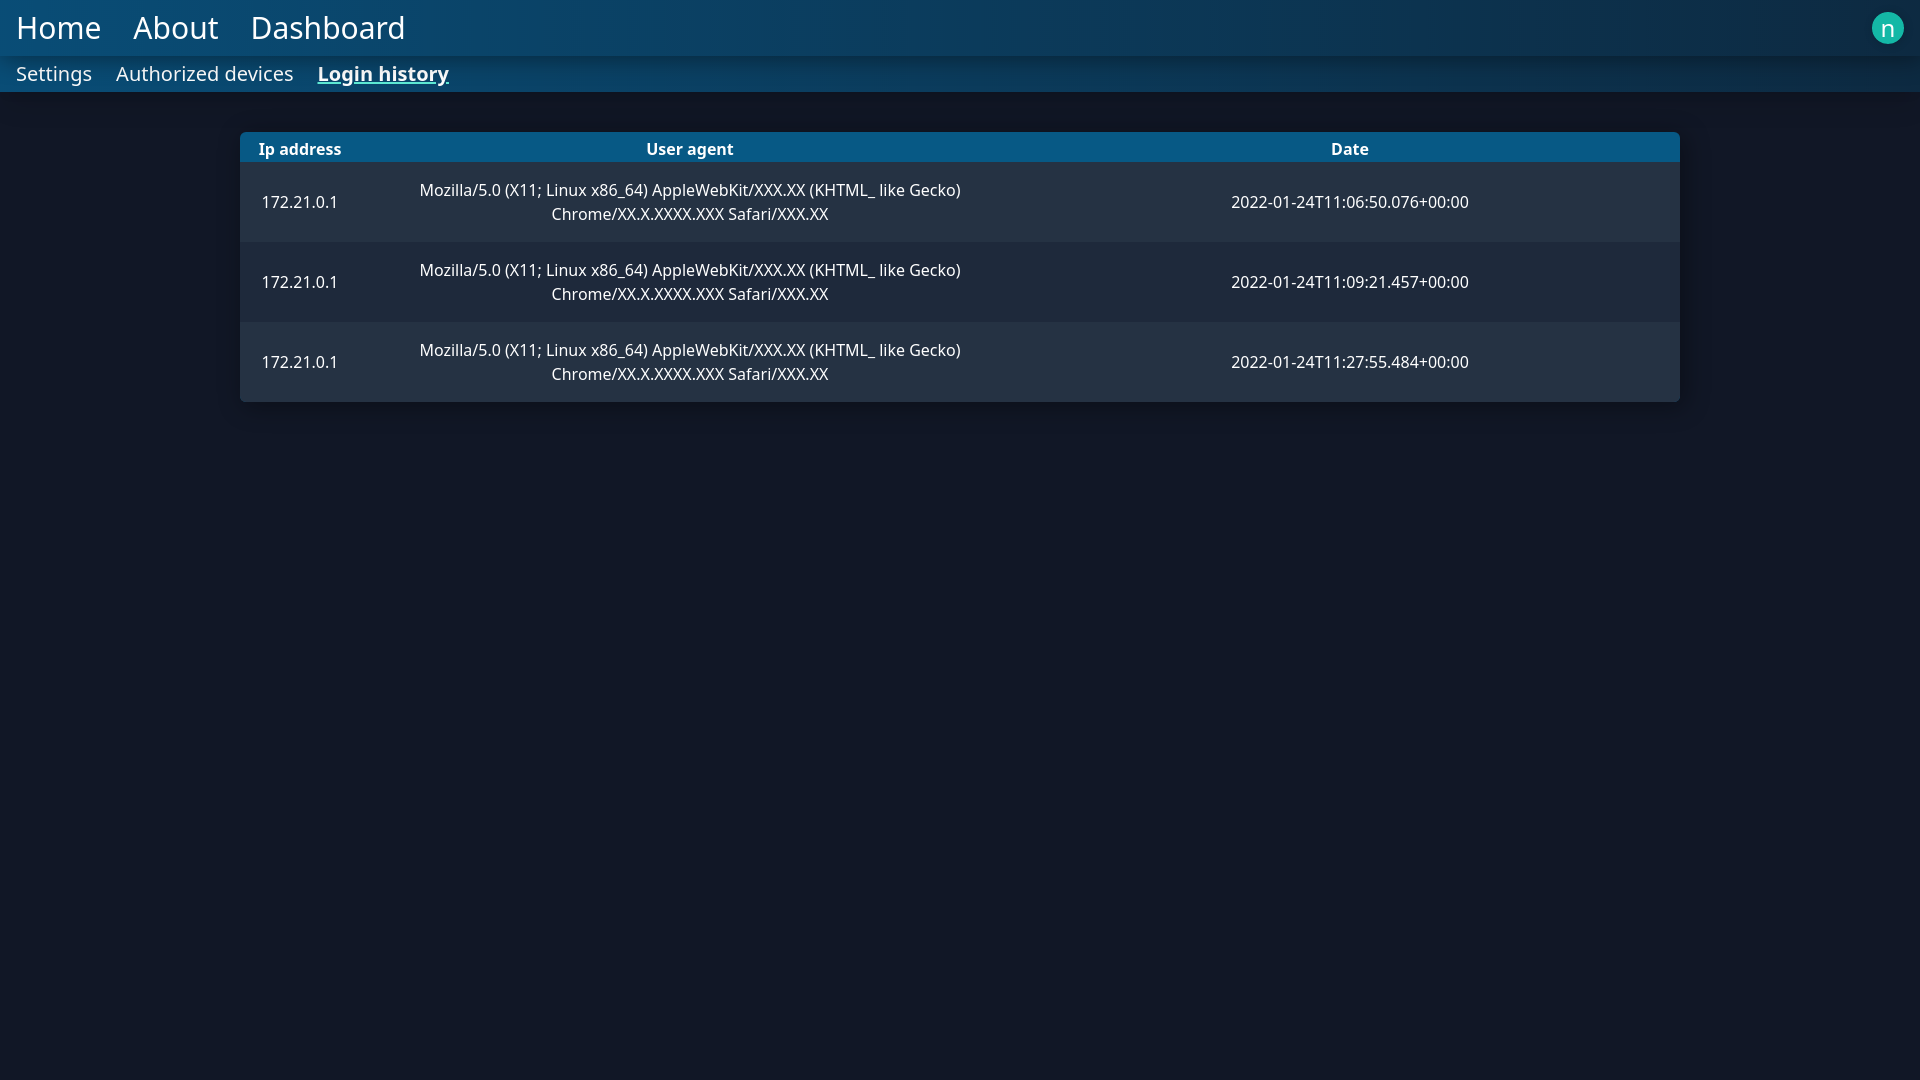 Home About Dashboard n
Settings Authorized devices Login history
Ip address User agent Date
172.21.0.1 Mozilla/5.0 (X11; Linux x86_64) AppleWebKit/XXX.XX (KHTML_ like Gecko)
Chrome/XX.X.XXXX.XXX Safari/XXX.XX 2022-01-24T11:06:50.076+00:00
172.21.0.1 Mozilla/5.0 (X11; Linux x86_64) AppleWebKit/XXX.XX (KHTML_ like Gecko)
Chrome/XX.X.XXXX.XXX Safari/XXX.XX 2022-01-24T11:09:21.457+00:00
172.21.0.1 Mozilla/5.0 (X11; Linux x86_64) AppleWebKit/XXX.XX (KHTML_ like Gecko)
Chrome/XX.X.XXXX.XXX Safari/XXX.XX 2022-01-24T11:27:55.484+00:00